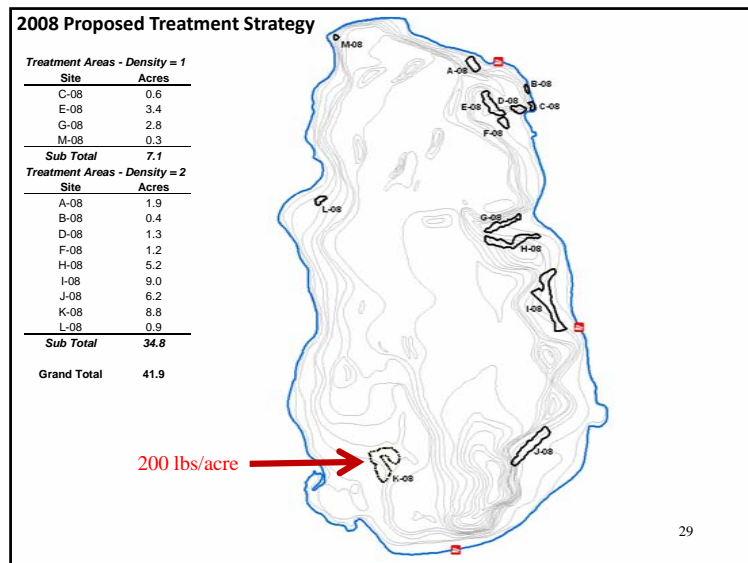 2008 Proposed Treatment Strategy
Treatment Areas - Density = 1
Site Acres
C-08 0.6
E-08 3.4
G-08 2.8
M-08 0.3
Sub Total 7.1
Treatment Areas - Density = 2
Site Acres
A-08 1.9
B-08 0.4
D-08 1.3
F-08 1.2
H-08 5.2
I-08 9.0
J-08 6.2
K-08 8.8
L-08 0.9
Sub Total 34.8
Grand Total 41.9
M-08
A-08
B-08
E-08
D-08
C-08
F-08
L-08
G-08
H-08
I-08
J-08
200 lbs/acre
K-08
29